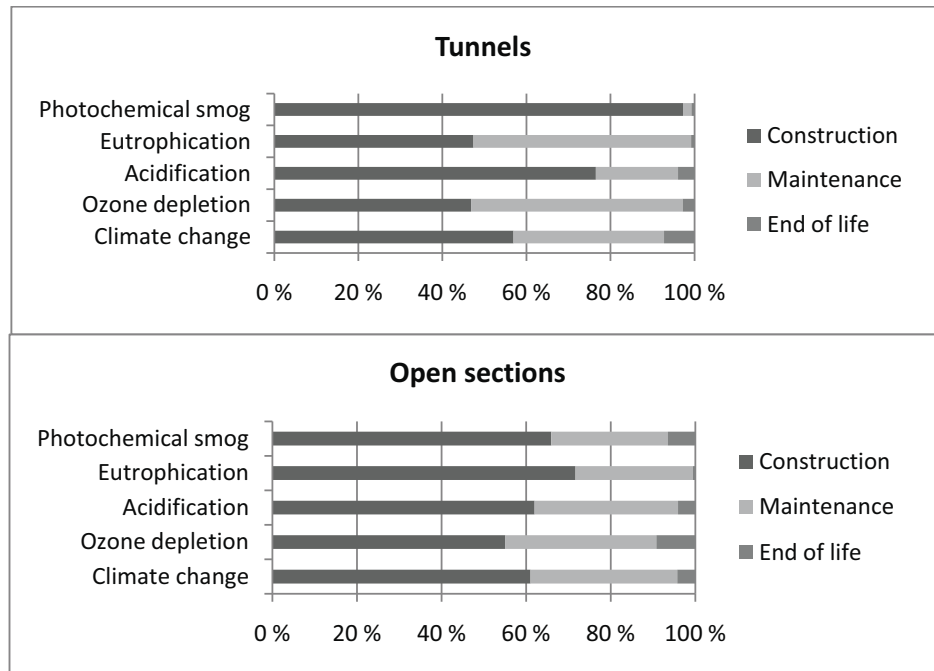 Tunnels
Photochemical smog
Eutrophication
Acidification
Ozone depletion
Climate change
0 % 20 % 40 % 60 % 80 % 100 %
Construction
Maintenance
End of life
Open sections
Photochemical smog
Eutrophication
Acidification
Ozone depletion
Climate change
0 % 20 % 40 % 60 % 80 % 100 %
Construction
Maintenance
End of life